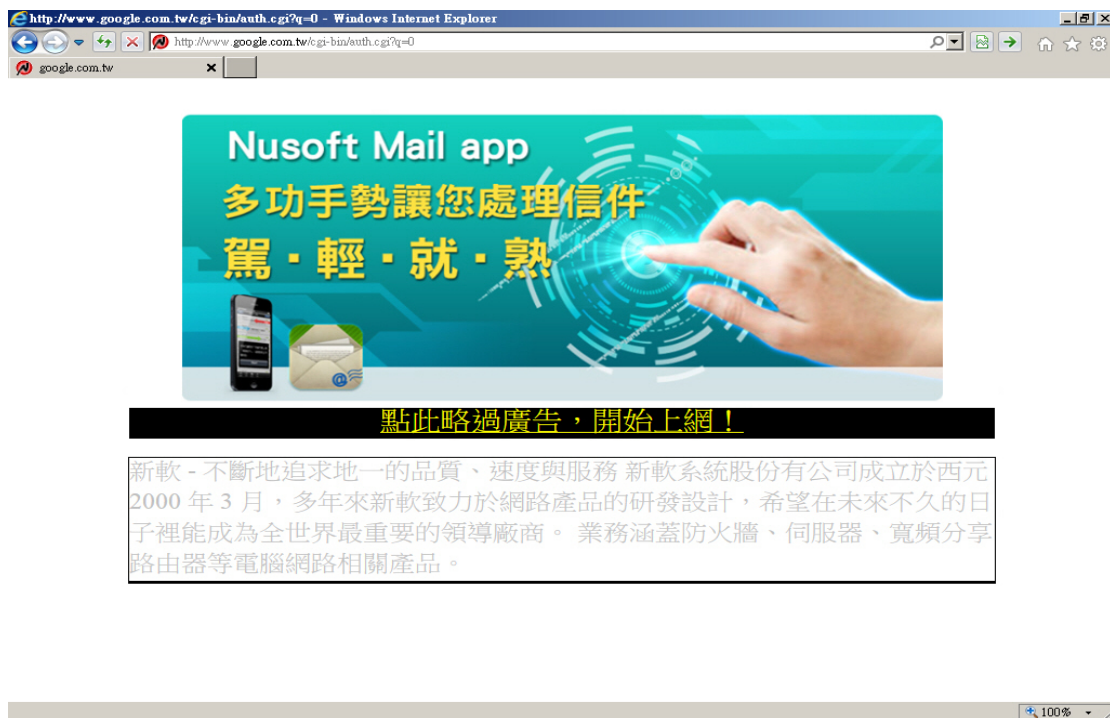 http://www.google.com.tw/cgi-bin/auth.cgi?q=0 - Windows Internet Explorer
http://www.google.com.tw/cgi-bin/auth.cgi?q=0
google.com.tw
Nusoft Mail app
多功手勢讓您處理信件
駕·輕·就·熟
點此略過廣告，開始上網！
新軟 - 不斷地追求地一的品質、速度與服務 新軟系統股份有公司成立於西元
2000 年 3 月，多年來新軟致力於網路產品的研發設計，希望在未來不久的日
子裡能成為全世界最重要的領導廠商。 業務涵蓋防火牆、伺服器、寬頻分享
路由器等電腦網路相關產品。
100%